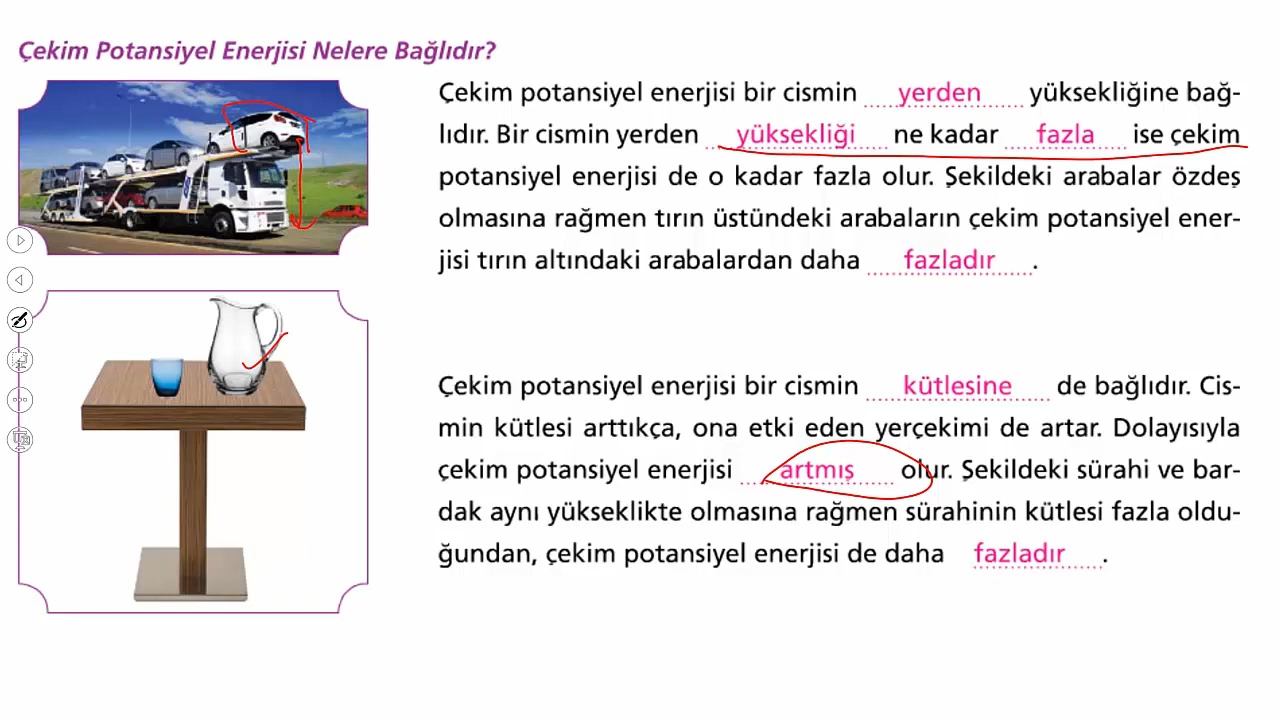 Çekim Potansiyel Enerjisi Nelere Bağlıdır?
Çekim potansiyel enerjisi bir cismin yerden yüksekliğine bağ-
lıdır. Bir cismin yerden yüksekliği ne kadar fazla ise çekim
potansiyel enerjisi de o kadar fazla olur. Şekildeki arabalar özdeş
olmasına rağmen tırın üstündeki arabaların çekim potansiyel ener-
jisi tırın altındaki arabalardan daha fazladır .
Çekim potansiyel enerjisi bir cismin kütlesine de bağlıdır. Cis-
min kütlesi arttıkça, ona etki eden yerçekimi de artar. Dolayısıyla
çekim potansiyel enerjisi artmış olur. Şekildeki sürahi ve bar-
dak aynı yükseklikte olmasına rağmen sürahinin kütlesi fazla oldu-
ğundan, çekim potansiyel enerjisi de daha fazladır .